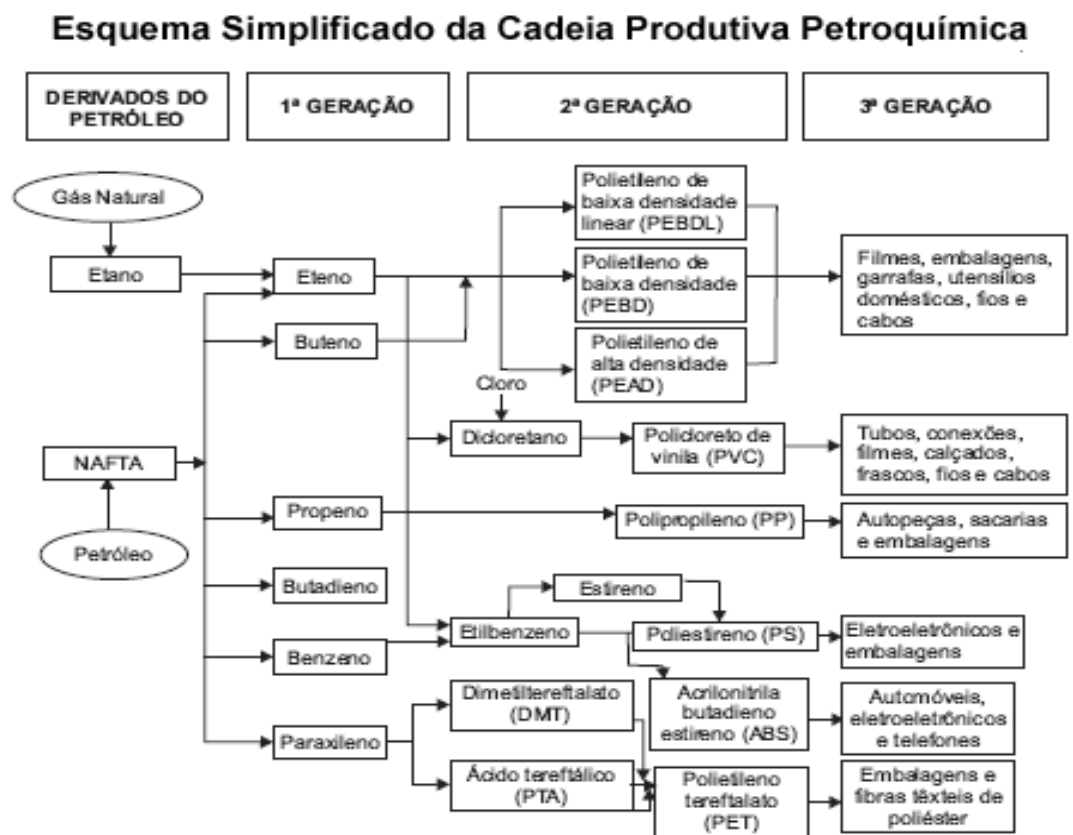 Esquema Simplificado da Cadeia Produtiva Petroquímica
DERIVADOS DO
PETRÓLEO
1ª GERAÇÃO
2ª GERAÇÃO
3ª GERAÇÃO
Gás Natural
Etano
NAFTA
Petróleo
Eteno
Buteno
Propeno
Butadieno
Benzeno
Paraxileno
Polietileno de
baixa densidade
linear (PEBDL)
Polietileno de
baixa densidade
(PEBD)
Polietileno de
alta densidade
(PEAD)
Cloro
Dicloretano
Policloreto de
vinila (PVC)
Polipropileno (PP)
Estireno
Etilbenzeno
Poliestireno (PS)
Dimetiltereftalato
(DMT)
Acrilonitrila
butadieno
estireno (ABS)
Ácido tereftálico
(PTA)
Polietileno
tereftalato
(PET)
Filmes, embalagens,
garrafas, utensílios
domésticos, fios e
cabos
Tubos, conexões,
filmes, calçados,
frascos, fios e cabos
Autopeças, sacarias
e embalagens
Eletroeletrônicos e
embalagens
Automóveis,
eletroeletrônicos
e telefones
Embalagens e
fibras têxteis de
poliéster